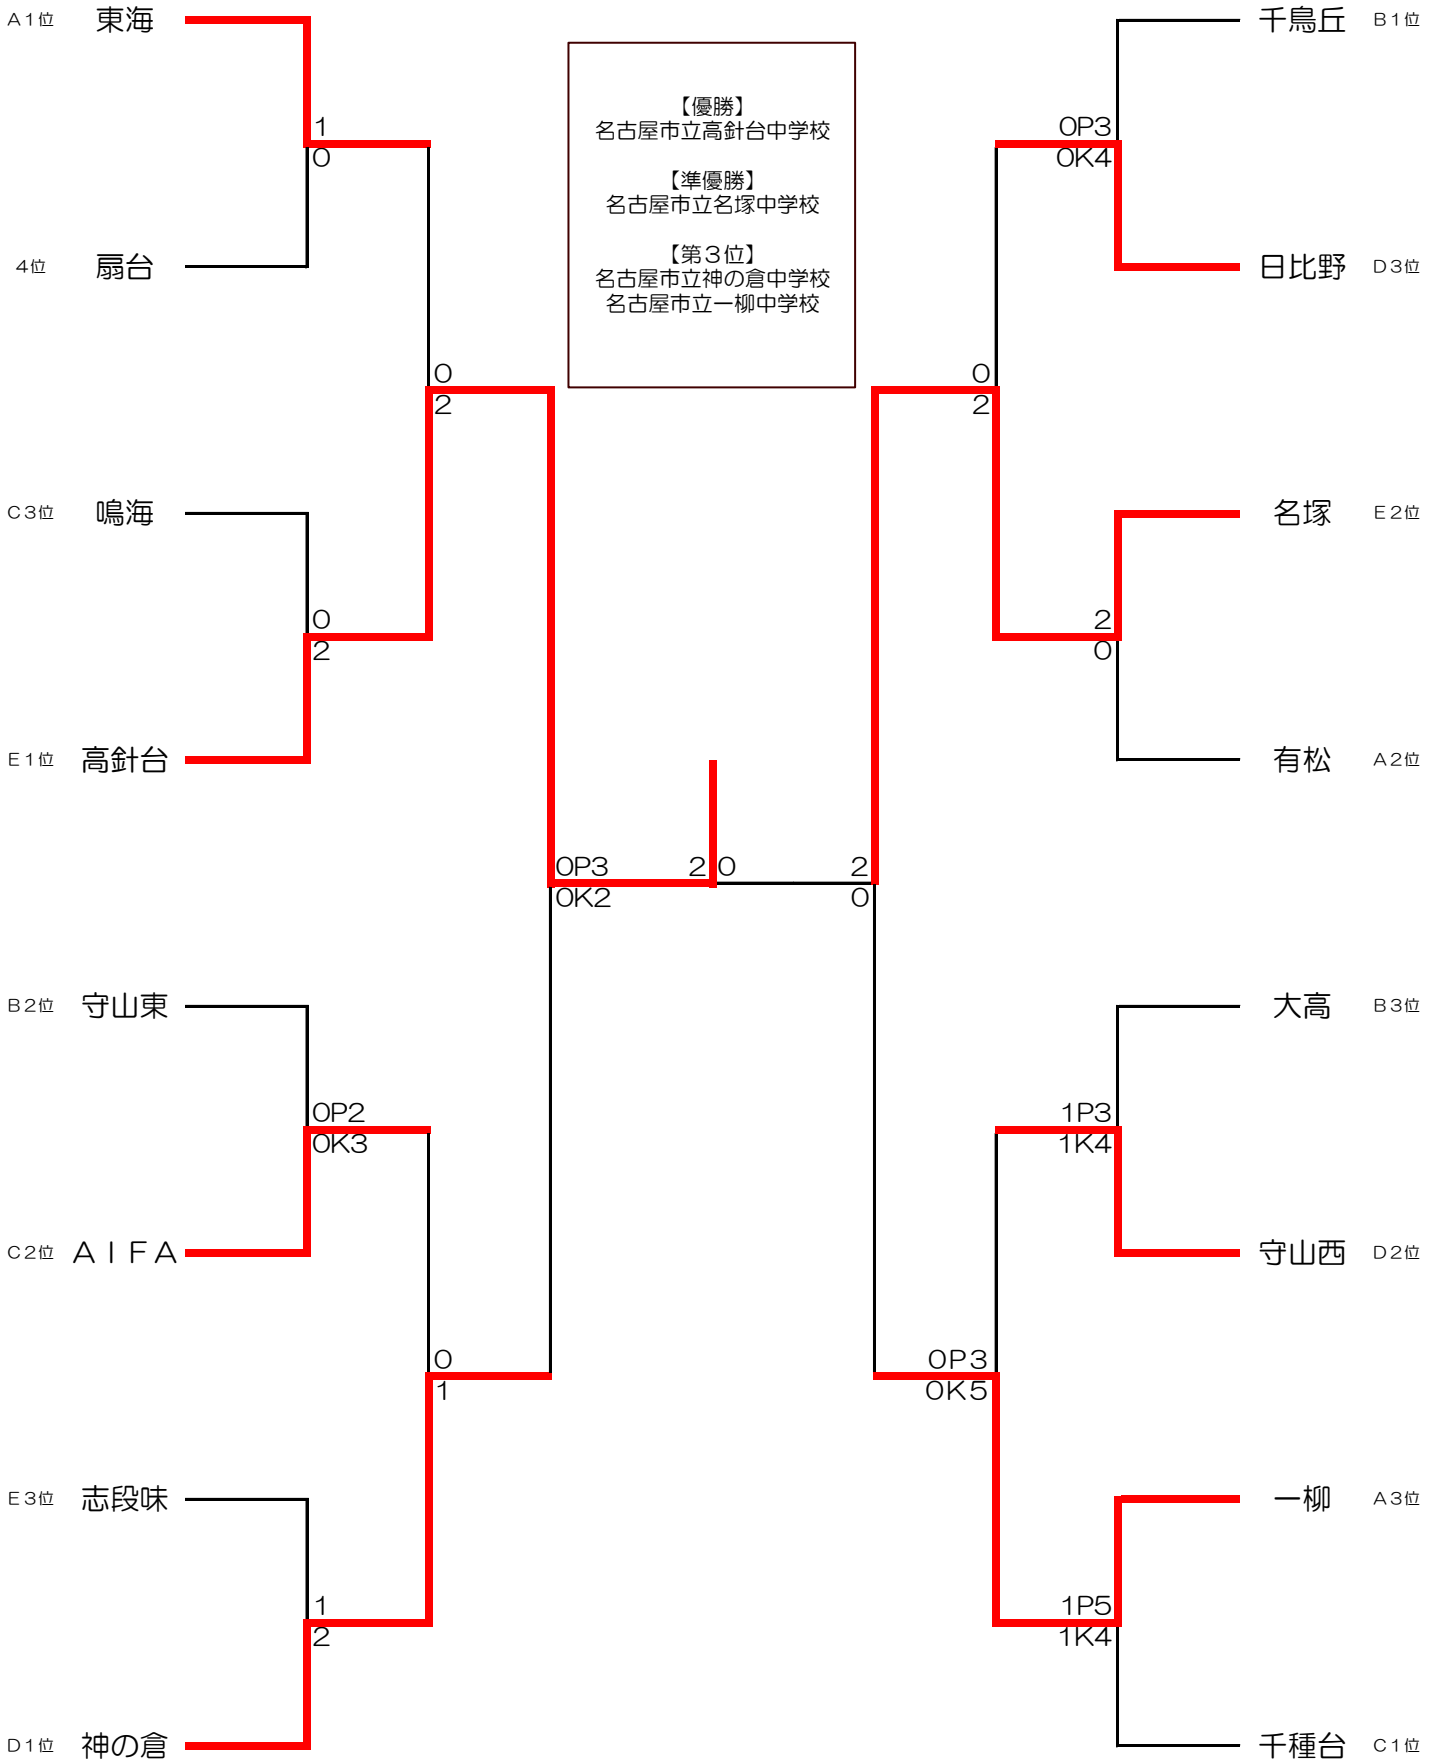 A1位 東海
千鳥丘 B1位
【優勝】
名古屋市立高針台中学校
【準優勝】
名古屋市立名塚中学校
【第3位】
名古屋市立神の倉中学校
名古屋市立一柳中学校
1
0
0P3
0K4
4位 扇台
日比野 D3位
0
2
0
2
C3位 鳴海
名塚 E2位
0
2
2
0
E1位 高針台
有松 A2位
0P3
0K2
2 0
2
0
B2位 守山東
大高 B3位
0P2
0K3
1P3
1K4
C2位 AIFA
守山西 D2位
0
1
0P3
0K5
E3位 志段味
一柳 A3位
1
2
1P5
1K4
D1位 神の倉
千種台 C1位